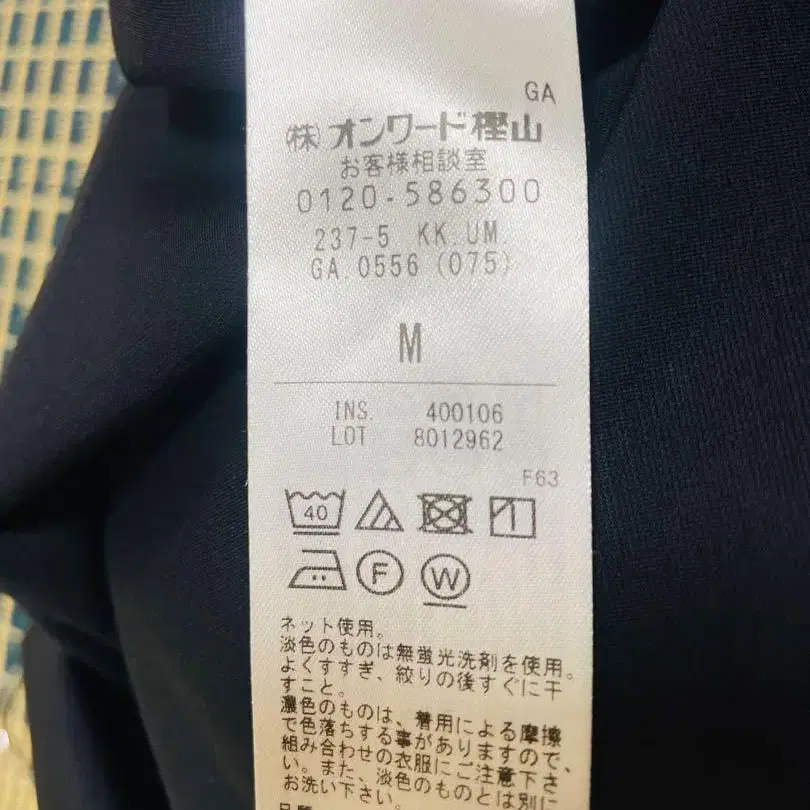 GA
(株)オンワード樫山
お客様相談室
0120-586300
237-5 KK.UM.
GA.0556 (075)
M
INS. 400106
LOT 8012962
F63
40
F
W
ネット使用。
淡色のものは無蛍光洗剤を使用。
よくすすぎ、絞りの後すぐに干
すこと。
濃色のものは、着用による摩擦
で色落ちする事がありますので、
組み合わせの衣服にご注意下さ
い。また、淡色のものとは別に
お洗い下さい。